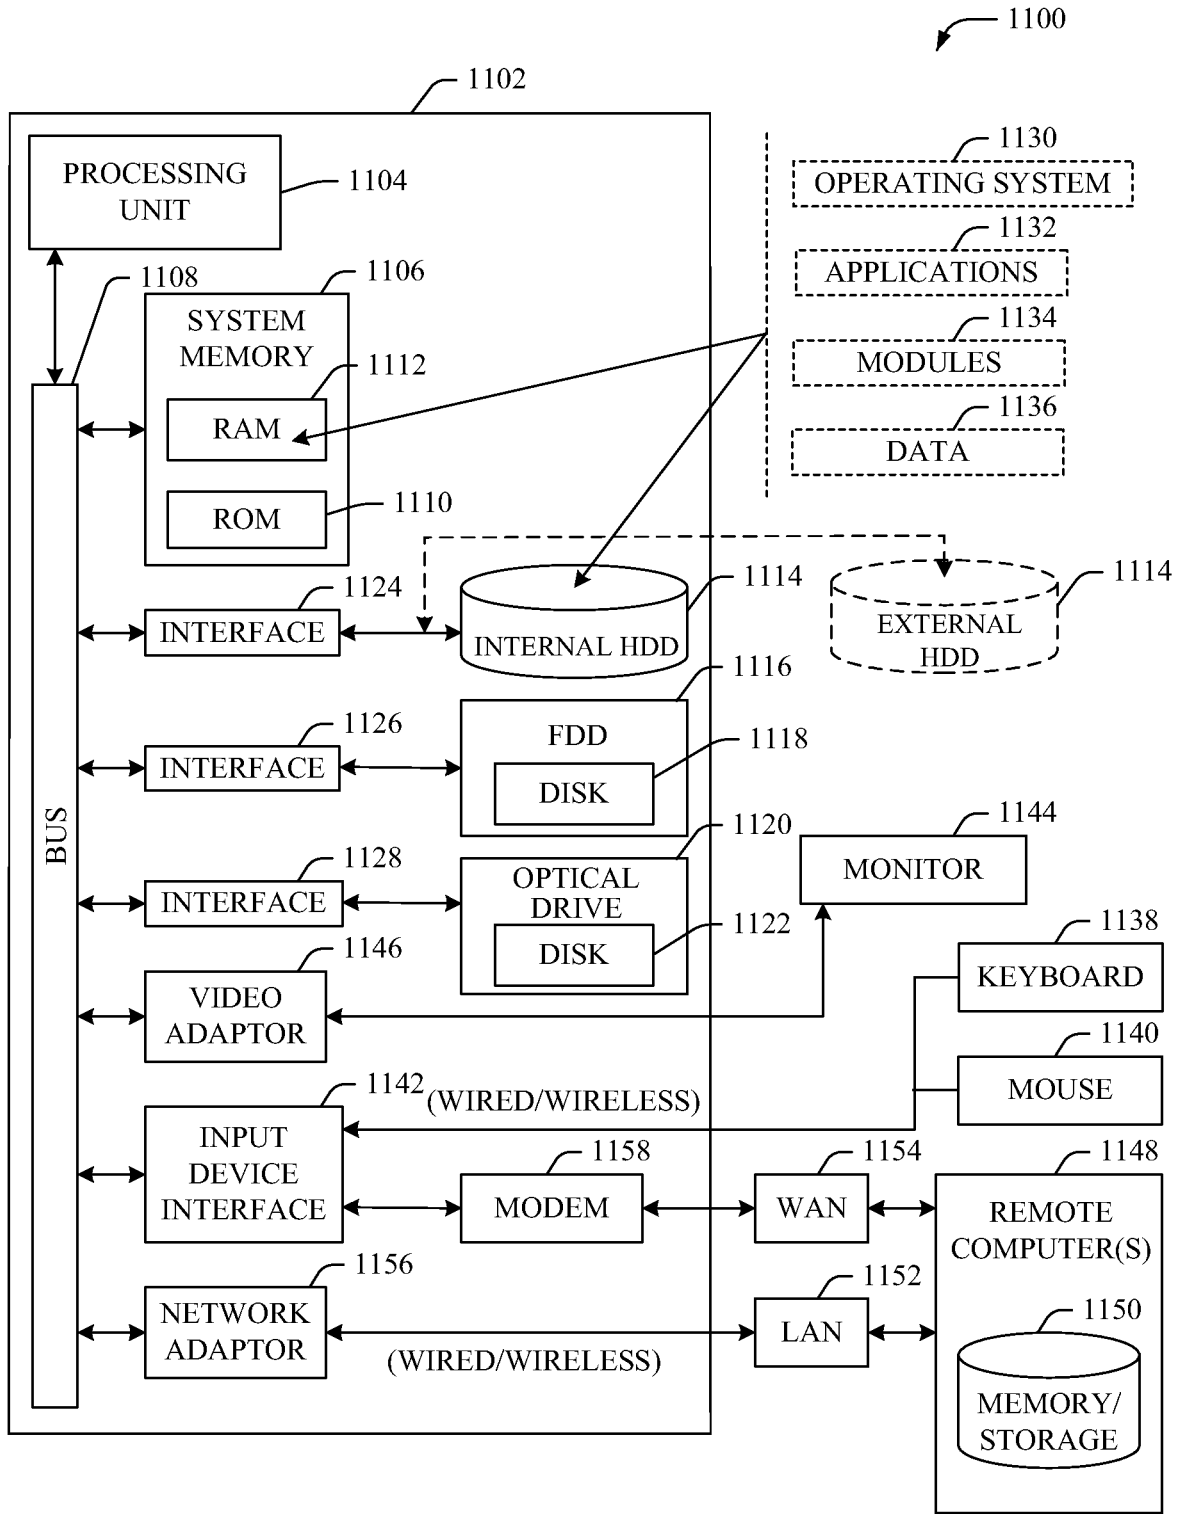 1100
1102
PROCESSING
UNIT
1104
1108
1106
SYSTEM
MEMORY
1112
RAM
1110
ROM
1130
OPERATING SYSTEM
1132
APPLICATIONS
1134
MODULES
1136
DATA
1124
INTERFACE
1114
INTERNAL HDD
1114
EXTERNAL
HDD
1126
INTERFACE
1116
FDD
1118
DISK
BUS
1128
INTERFACE
1120
OPTICAL
DRIVE
1122
DISK
1144
MONITOR
1146
VIDEO
ADAPTOR
1138
KEYBOARD
1140
MOUSE
1142
(WIRED/WIRELESS)
INPUT
DEVICE
INTERFACE
1158
MODEM
1154
WAN
1148
REMOTE
COMPUTER(S)
1156
NETWORK
ADAPTOR
(WIRED/WIRELESS)
1152
LAN
1150
MEMORY/
STORAGE